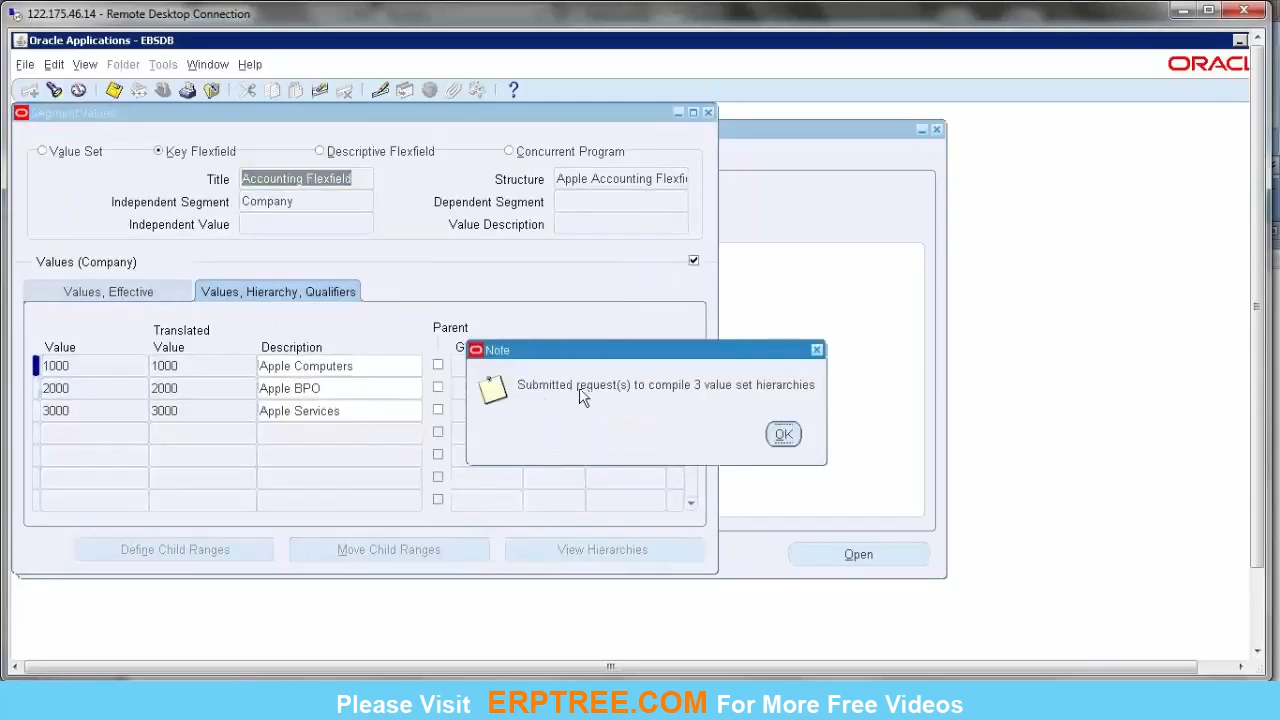 122.175.46.14 - Remote Desktop Connection
Oracle Applications - EBSDB
File Edit View Folder Tools Window Help
ORACL
Segment Values
Value Set Key Flexfield Descriptive Flexfield Concurrent Program
Title Accounting Flexfield Structure Apple Accounting Flexfi
Independent Segment Company Dependent Segment
Independent Value Value Description
Values (Company)
Values, Effective Values, Hierarchy, Qualifiers
Translated Parent
Value Value Description G
1000 1000 Apple Computers
2000 2000 Apple BPO
3000 3000 Apple Services
Note
Submitted request(s) to compile 3 value set hierarchies
OK
Define Child Ranges Move Child Ranges View Hierarchies Open
Please Visit ERPTREE.COM For More Free Videos